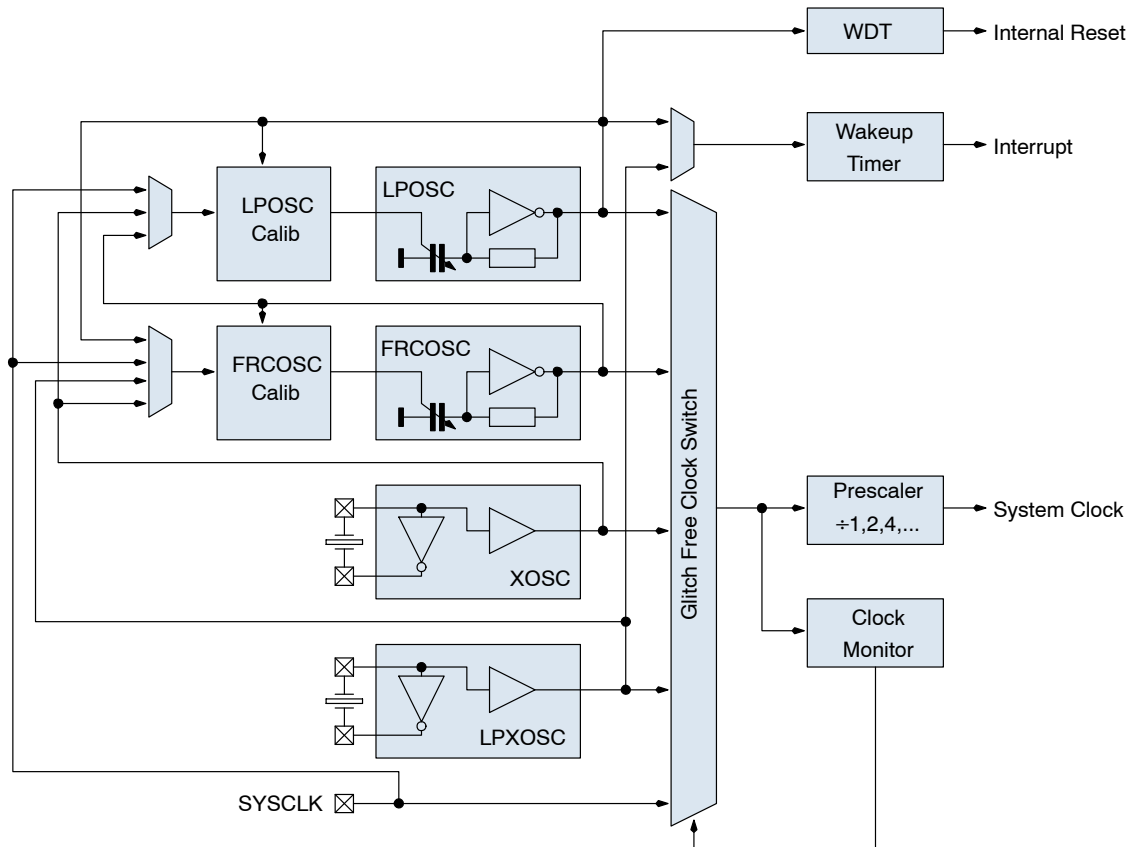 WDT
Internal Reset
Wakeup
Timer
Interrupt
LPOSC
Calib
LPOSC
FRCOSC
Calib
FRCOSC
Glitch Free Clock Switch
XOSC
Prescaler
÷1,2,4,...
System Clock
Clock
Monitor
LPXOSC
SYSCLK